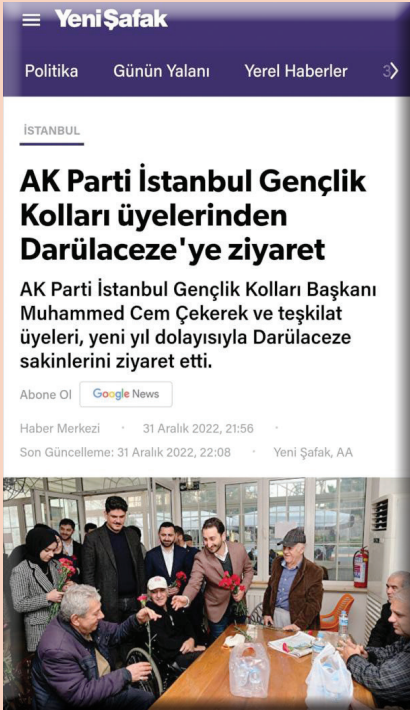 Yeni Şafak
Politika Günün Yalanı Yerel Haberler 3
İSTANBUL
AK Parti İstanbul Gençlik
Kolları üyelerinden
Darülaceze'ye ziyaret
AK Parti İstanbul Gençlik Kolları Başkanı
Muhammed Cem Çekerek ve teşkilat
üyeleri, yeni yıl dolayısıyla Darülaceze
sakinlerini ziyaret etti.
Abone Ol Google News
Haber Merkezi · 31 Aralık 2022, 21:56 ·
Son Güncelleme: 31 Aralık 2022, 22:08 · Yeni Şafak, AA